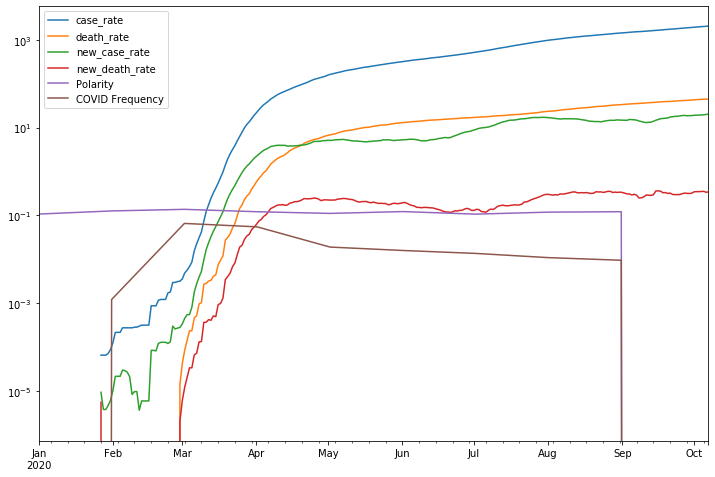 case_rate
death_rate
new_case_rate
new_death_rate
Polarity
COVID Frequency
10³
10¹
10⁻¹
10⁻³
10⁻⁵
Jan Feb Mar Apr May Jun Jul Aug Sep Oct
2020